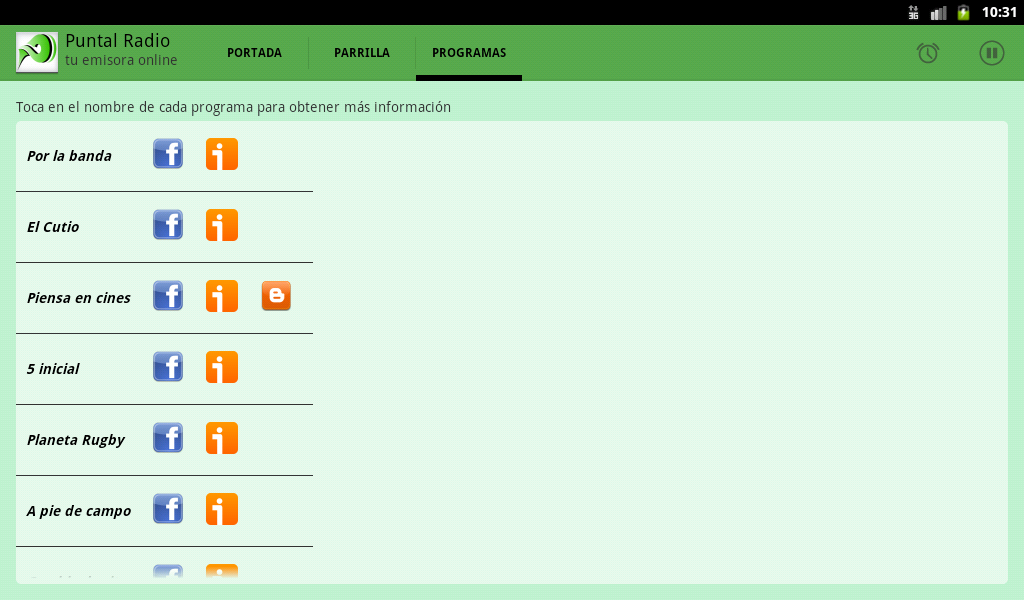 3G
10:31
Puntal Radio
tu emisora online
PORTADA
PARRILLA
PROGRAMAS
Toca en el nombre de cada programa para obtener más información
Por la banda
El Cutio
Piensa en cines
5 inicial
Planeta Rugby
A pie de campo